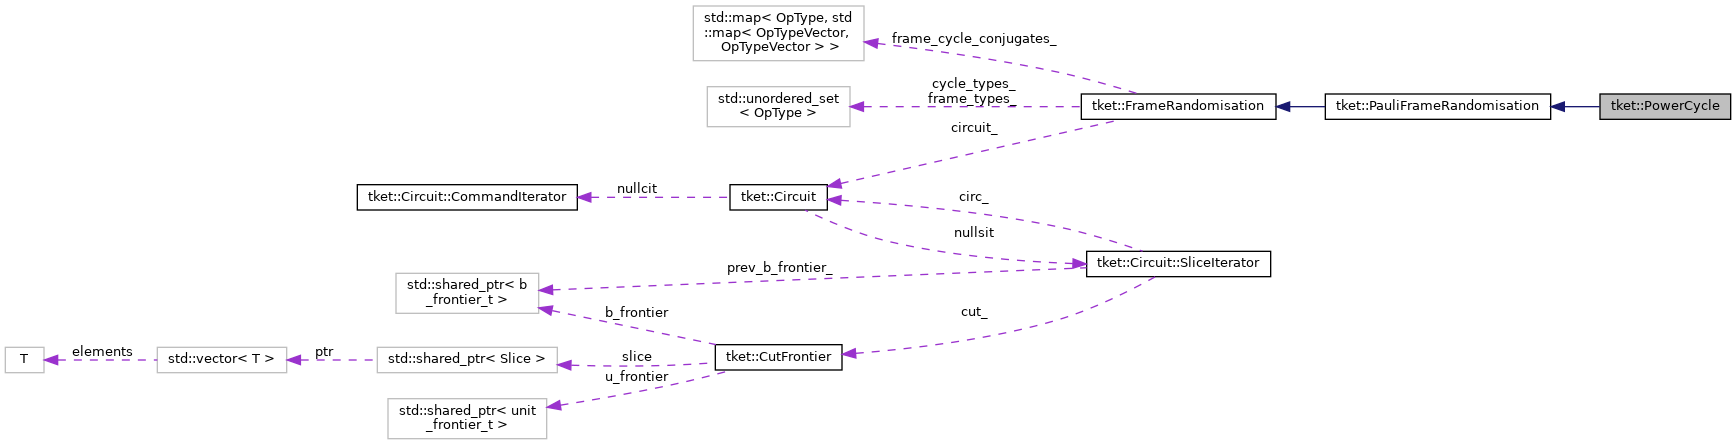 std::map< OpType, std
::map< OpTypeVector,
OpTypeVector > >
frame_cycle_conjugates_
cycle_types_
frame_types_
std::unordered_set
< OpType >
tket::FrameRandomisation
tket::PauliFrameRandomisation
tket::PowerCycle
circuit_
tket::Circuit::CommandIterator
nullcit
tket::Circuit
circ_
nullsit
tket::Circuit::SliceIterator
prev_b_frontier_
std::shared_ptr< b
_frontier_t >
b_frontier
cut_
T
elements
std::vector< T >
ptr
std::shared_ptr< Slice >
slice
tket::CutFrontier
u_frontier
std::shared_ptr< unit
_frontier_t >